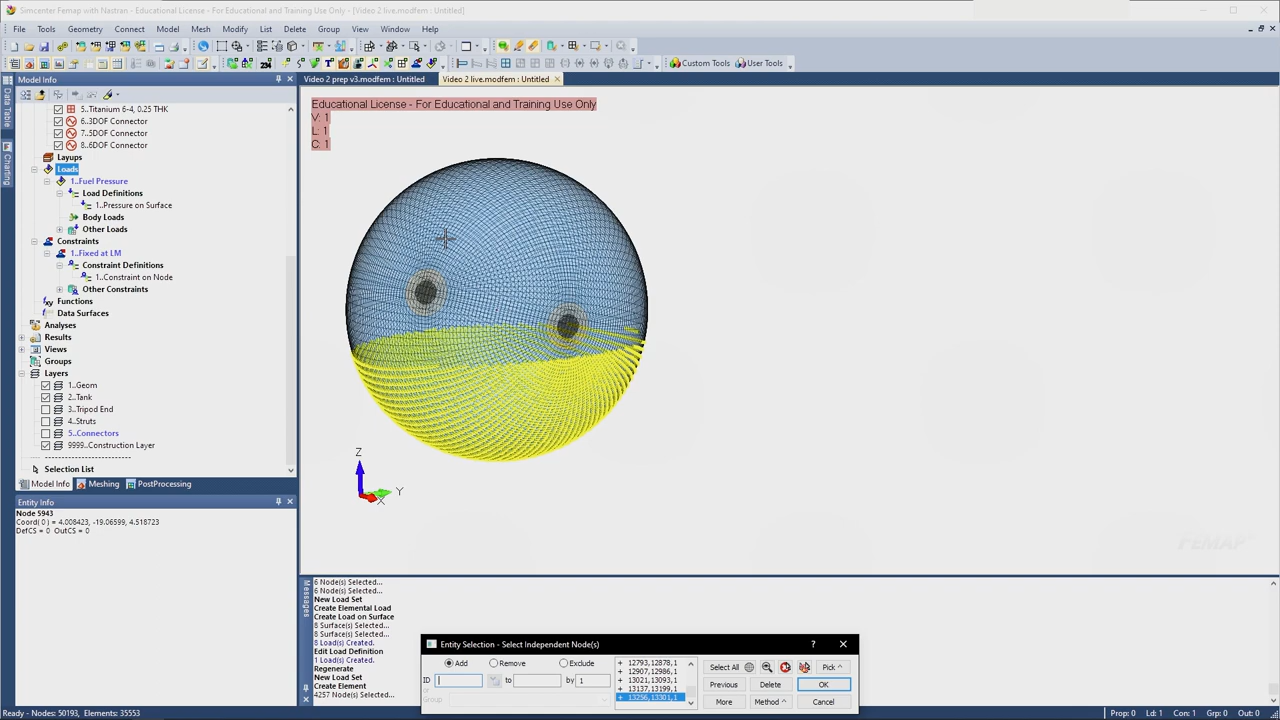 Simcenter Femap with Nastran - Educational License - For Educational and Training Use Only - [Video 2 live.modfem : Untitled]
File Tools Geometry Connect Model Modify Mesh List Delete Group View Window Help
Custom Tools User Tools
Model Info
Video 2 prep v3.modfem : Untitled Video 2 live.modfem : Untitled
Data Table
Charting
5..Titanium 6-4, 0.25 THK
6..3DOF Connector
7..5DOF Connector
8..6DOF Connector
Layups
Loads
1..Fuel Pressure
Load Definitions
1..Pressure on Surface
Body Loads
Other Loads
Constraints
1..Fixed at LM
Constraint Definitions
1..Constraint on Node
Other Constraints
Functions
Data Surfaces
Analyses
Results
Views
Groups
Layers
1..Geom
2..Tank
3..Tripod End
4..Struts
5..Connectors
9999..Construction Layer
Selection List
Model Info Meshing PostProcessing
Entity Info
Node 5943
Coord( 0 ) = 4.008423, -19.06599, 4.518723
DefCS = 0 OutCS = 0
Educational License - For Educational and Training Use Only
V: 1
L: 1
C: 1
Z
Y
X
FEMAP
Messages
6 Node(s) Selected...
6 Node(s) Selected...
New Load Set
Create Elemental Load
Create Load on Surface
8 Surface(s) Selected...
8 Surface(s) Selected...
8 Load(s) Created.
Edit Load Definition
1 Load(s) Created.
Regenerate
New Load Set
Create Element
4257 Node(s) Selected...
Entity Selection - Select Independent Node(s)
Add Remove Exclude
ID to by 1
or
Group
+ 12793,12878,1
+ 12907,12986,1
+ 13021,13093,1
+ 13137,13199,1
+ 13256,13301,1
Select All Pick ^
Previous Delete OK
More Method ^ Cancel
Ready - Nodes: 50193, Elements: 35553
Prop: 0 Ld: 1 Con: 1 Grp: 0 Out: 0